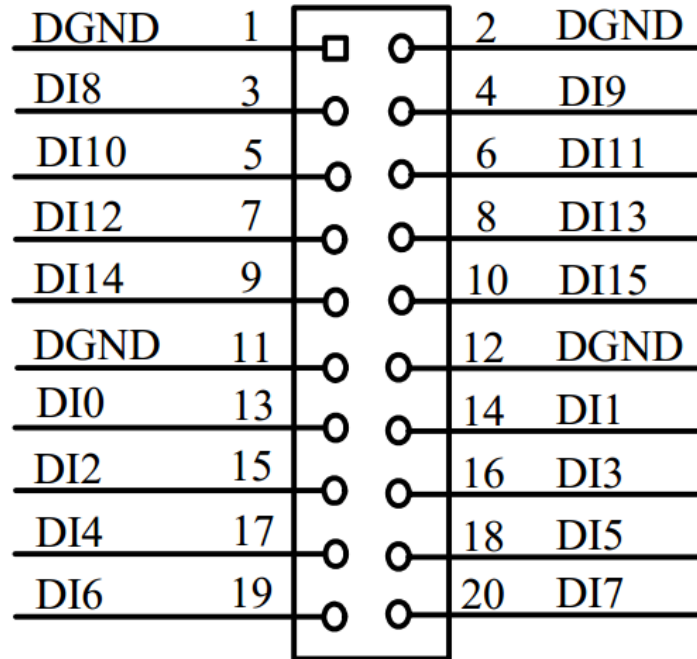 DGND 1 2 DGND
DI8 3 4 DI9
DI10 5 6 DI11
DI12 7 8 DI13
DI14 9 10 DI15
DGND 11 12 DGND
DI0 13 14 DI1
DI2 15 16 DI3
DI4 17 18 DI5
DI6 19 20 DI7